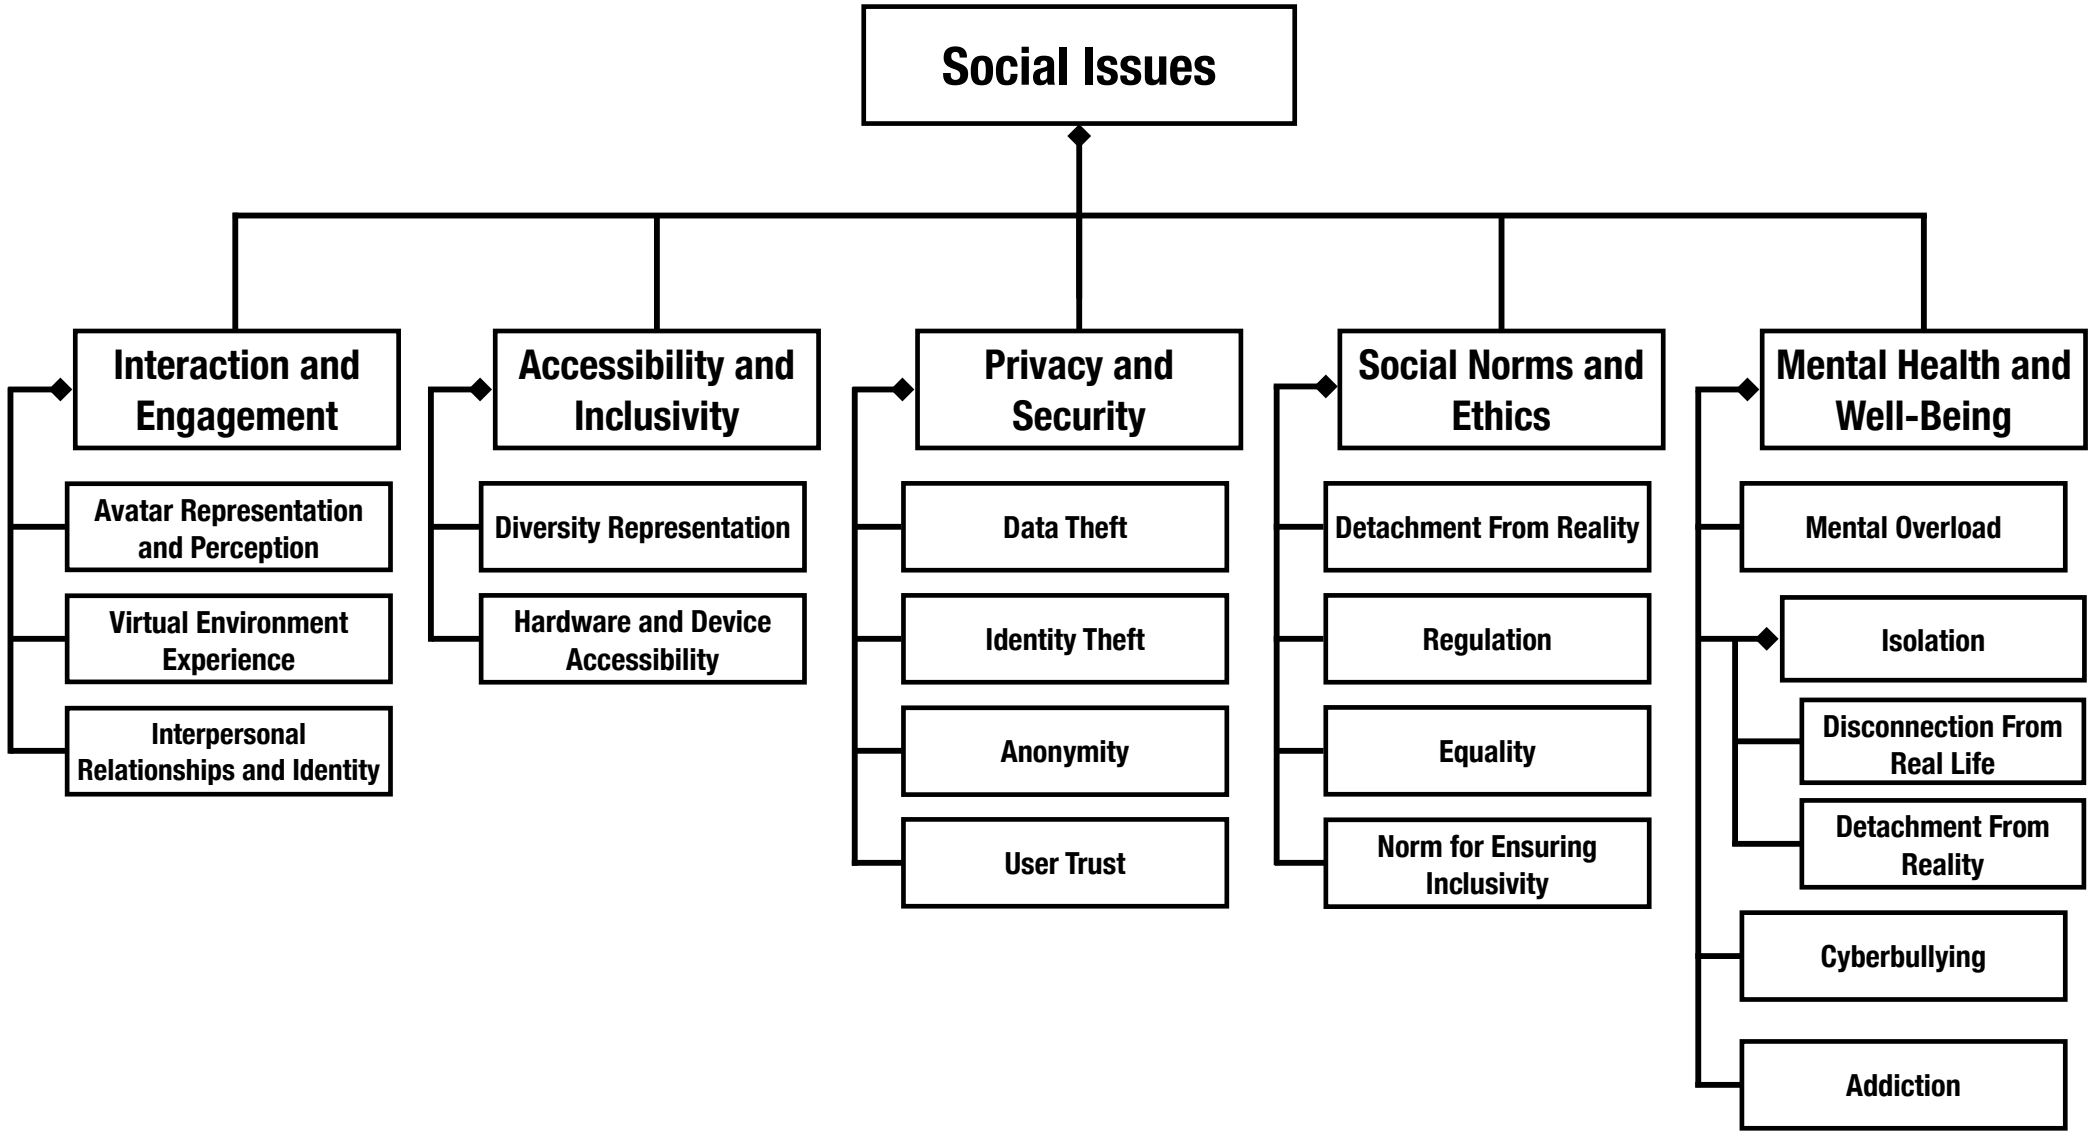 Social Issues
Interaction and
Engagement
Avatar Representation
and Perception
Virtual Environment
Experience
Interpersonal
Relationships and Identity
Accessibility and
Inclusivity
Diversity Representation
Hardware and Device
Accessibility
Privacy and
Security
Data Theft
Identity Theft
Anonymity
User Trust
Social Norms and
Ethics
Detachment From Reality
Regulation
Equality
Norm for Ensuring
Inclusivity
Mental Health and
Well-Being
Mental Overload
Isolation
Disconnection From
Real Life
Detachment From
Reality
Cyberbullying
Addiction